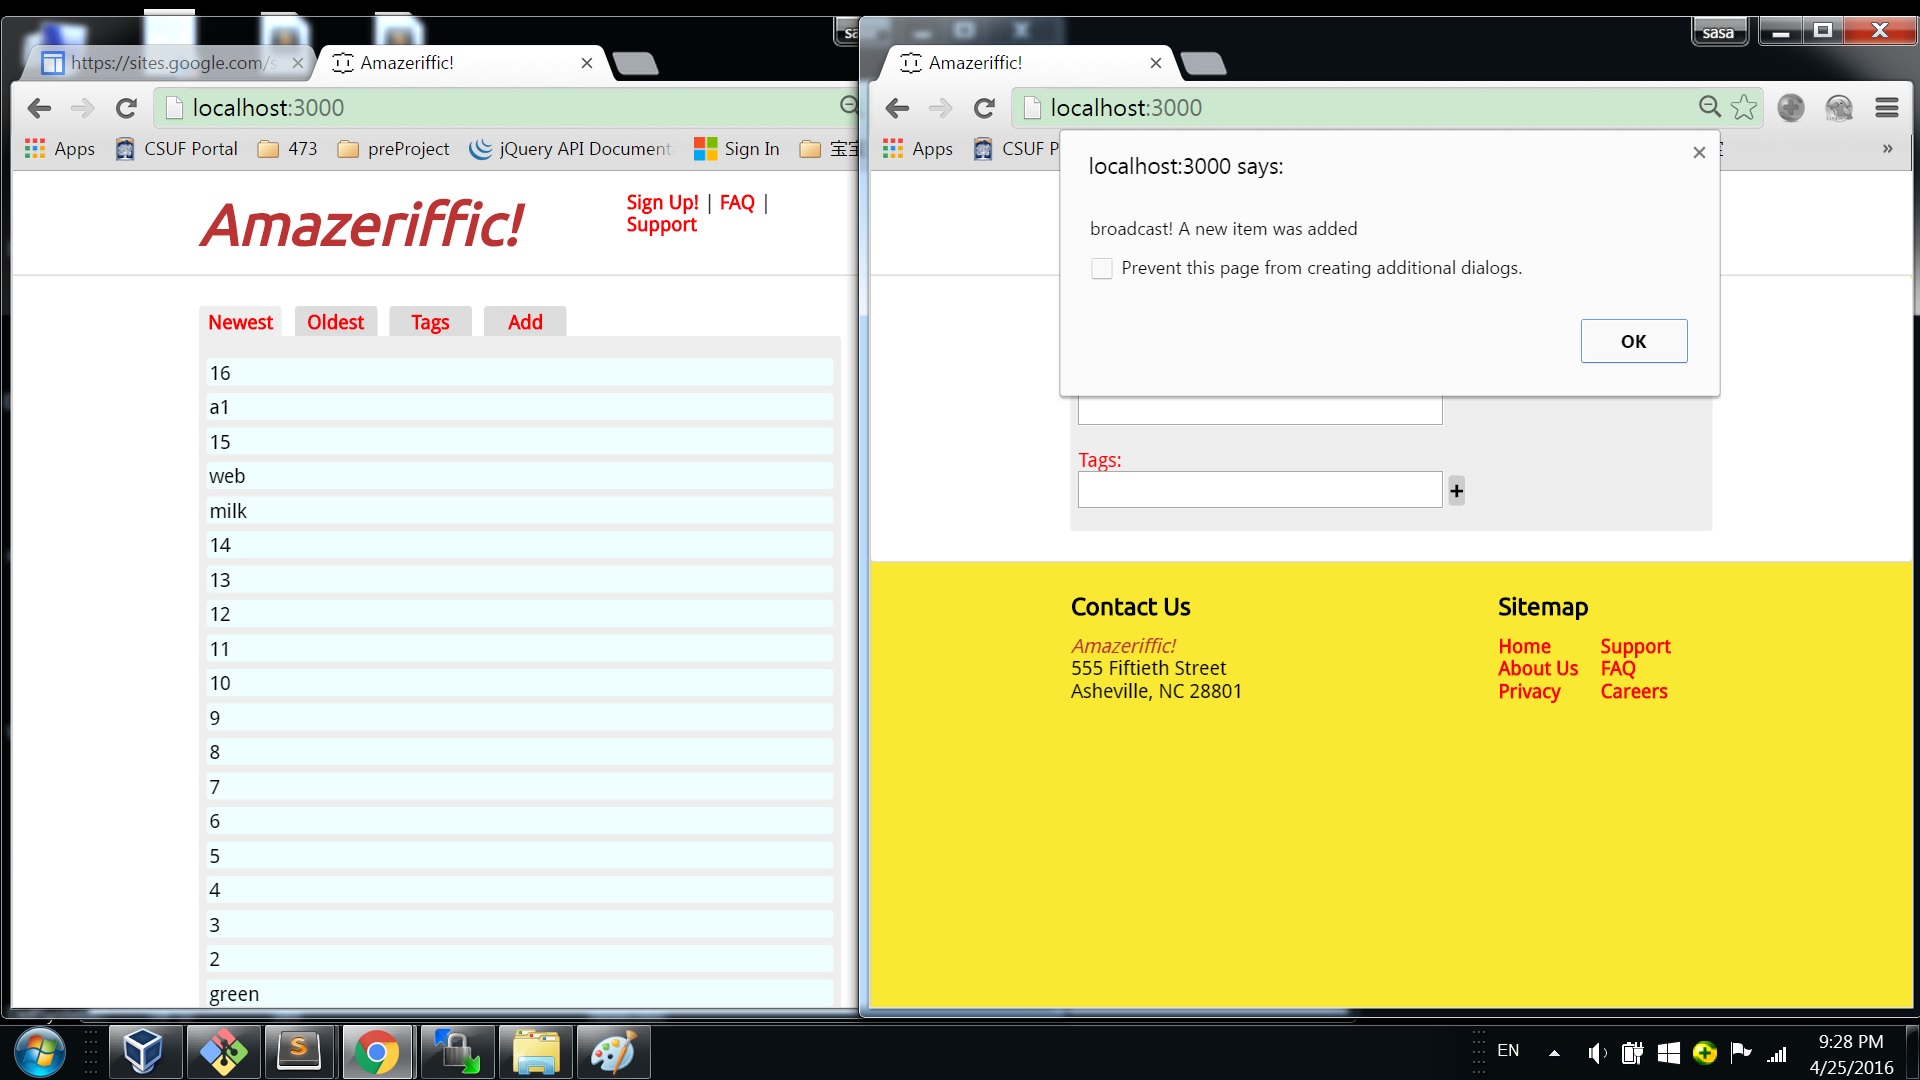 sa
sasa
https://sites.google.com/s
Amazeriffic!
localhost:3000
Apps
CSUF Portal
473
preProject
jQuery API Document
Sign In
Amazeriffic!
Sign Up! | FAQ |
Support
Newest
Oldest
Tags
Add
16
a1
15
web
milk
14
13
12
11
10
9
8
7
6
5
4
3
2
green
Amazeriffic!
localhost:3000
Apps
CSUF P
»
localhost:3000 says:
broadcast! A new item was added
Prevent this page from creating additional dialogs.
OK
Tags:
+
Contact Us
Amazeriffic!
555 Fiftieth Street
Asheville, NC 28801
Sitemap
Home Support
About Us FAQ
Privacy Careers
EN
9:28 PM
4/25/2016